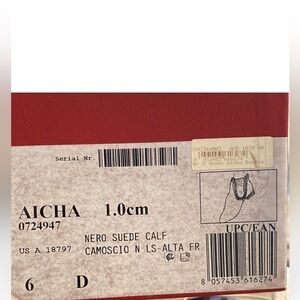 Serial Nr.
AICHA 1.0cm
0724947
UPC/EAN
NERO SUEDE CALF
US A 18797 CAMOSCIO N LS-ALTA FR
6 D
8 057453 616274